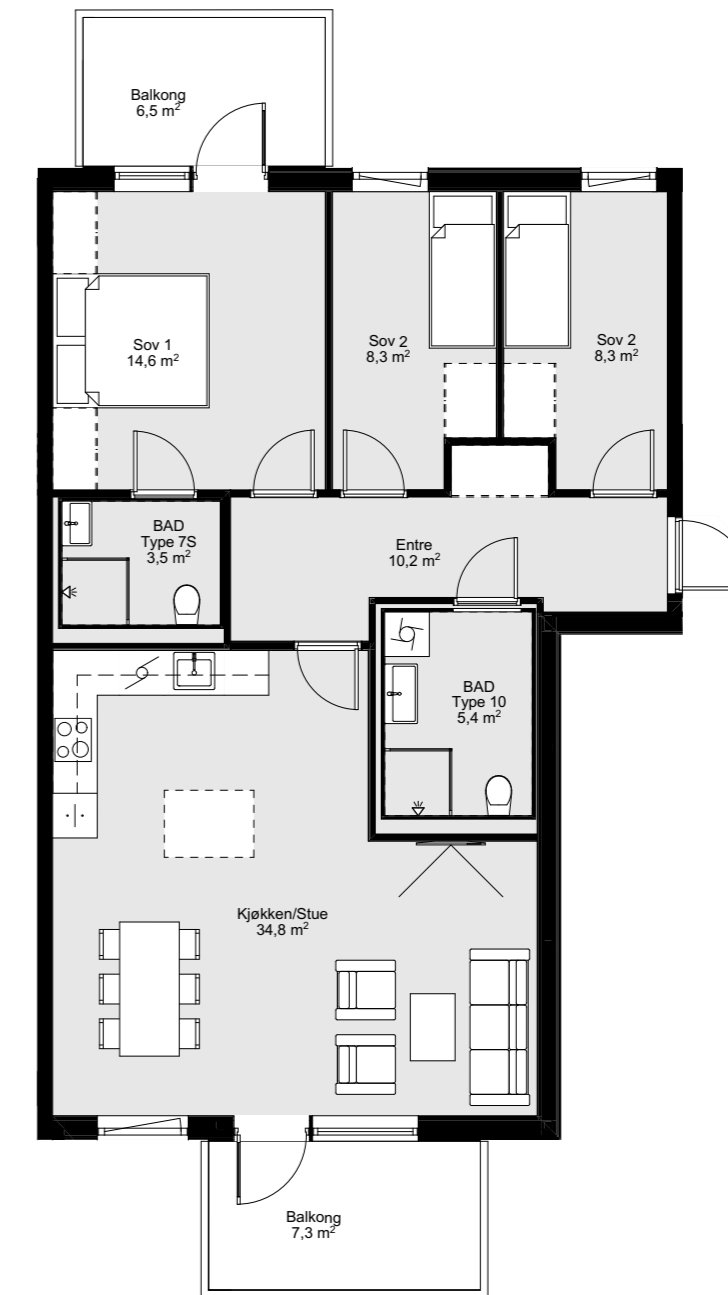 Balkong
6,5 m²
Sov 1
14,6 m²
Sov 2
8,3 m²
Sov 2
8,3 m²
BAD
Type 7S
3,5 m²
Entre
10,2 m²
BAD
Type 10
5,4 m²
Kjøkken/Stue
34,8 m²
Balkong
7,3 m²